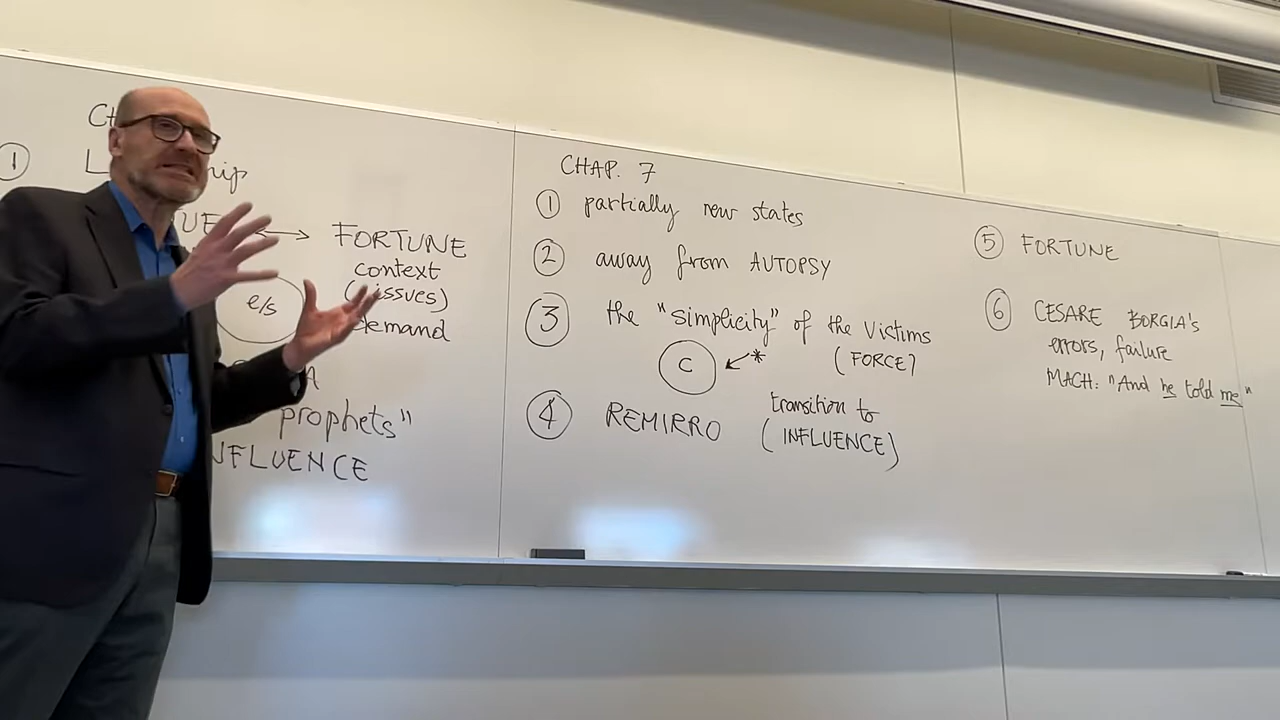 ①
FORTUNE
context
issues)
demand
e/s
prophets"
CHAP. 7
① partially new states
② away from AUTOPSY
③ the "simplicity" of the victims
(FORCE)
C ← *
④ REMIRRO
transition to
(INFLUENCE)
⑤ FORTUNE
⑥ CESARE BORGIA's
errors, failure
MACH: "And he told me"